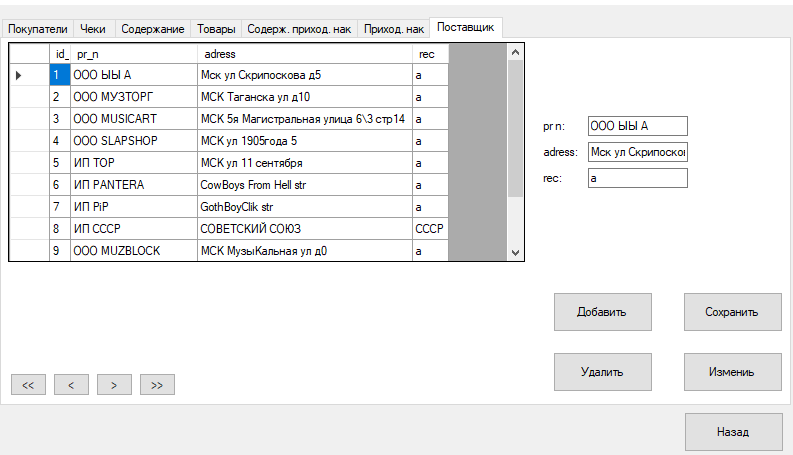 Покупатели Чеки Содержание Товары Содерж. приход. нак Приход. нак Поставщик
id_ pr_n adress rec
1 ООО ЫЫ А Мск ул Скрипоскова д5 а
2 ООО МУЗТОРГ МСК Таганска ул д10 а
3 ООО MUSICART МСК 5я Магистральная улица 6\3 стр14 а
4 ООО SLAPSHOP МСК ул 1905года 5 а
5 ИП ТОР МСК ул 11 сентября а
6 ИП PANTERA CowBoys From Hell str а
7 ИП PiP GothBoyClik str а
8 ИП СССР СОВЕТСКИЙ СОЮЗ СССР
9 ООО MUZBLOCK МСК МузыКальная ул д0 а
pr n: ООО ЫЫ А
adress: Мск ул Скрипоског
rec: а
Добавить Сохранить
Удалить Измениь
<< < > >>
Назад